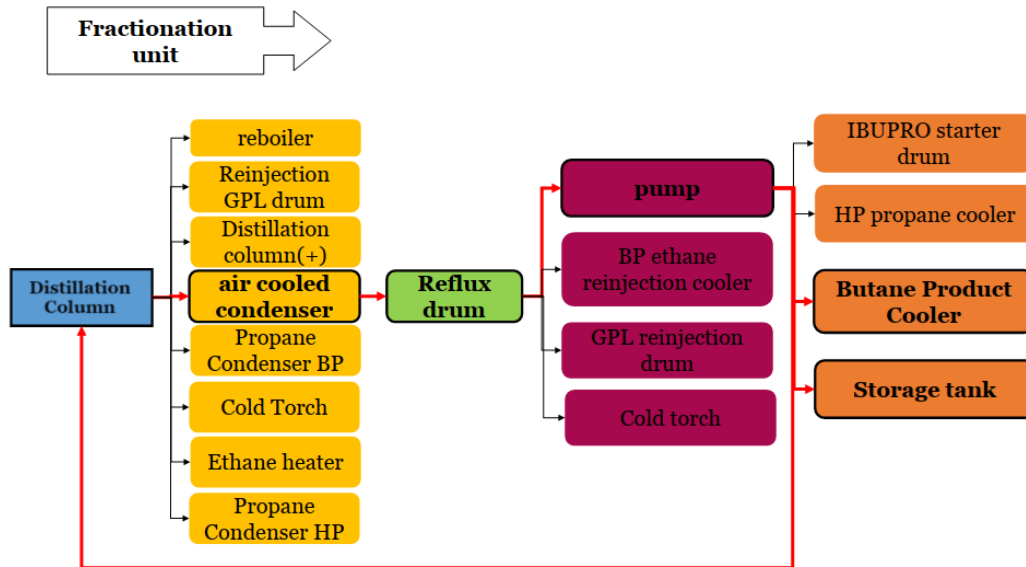 Fractionation
unit
Distillation
Column
reboiler
Reinjection
GPL drum
Distillation
column(+)
air cooled
condenser
Propane
Condenser BP
Cold Torch
Ethane heater
Propane
Condenser HP
Reflux
drum
pump
BP ethane
reinjection cooler
GPL reinjection
drum
Cold torch
IBUPRO starter
drum
HP propane cooler
Butane Product
Cooler
Storage tank